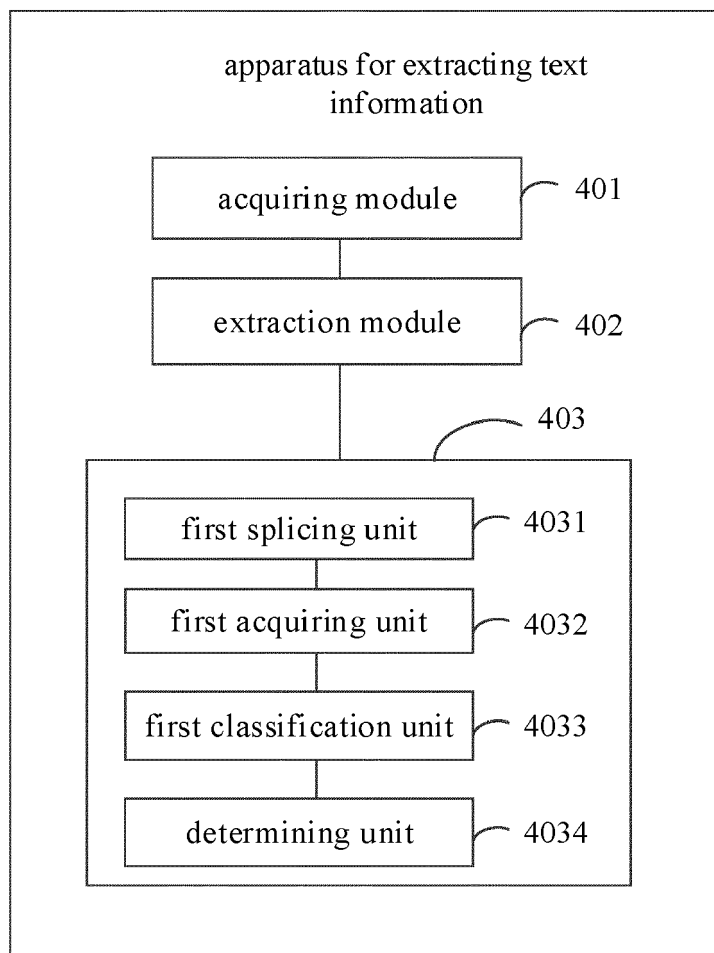 apparatus for extracting text
information
acquiring module
401
extraction module
402
403
first splicing unit
4031
first acquiring unit
4032
first classification unit
4033
determining unit
4034